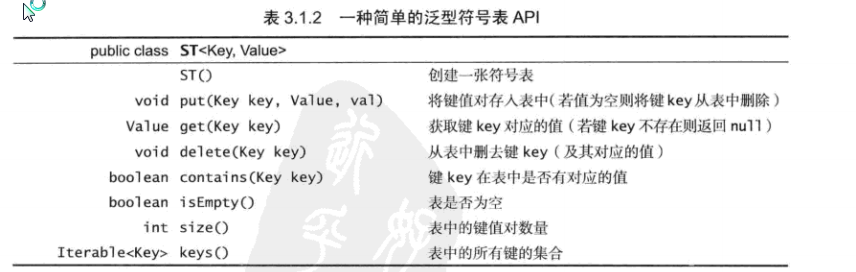 表 3.1.2 一种简单的泛型符号表 API
public class ST<Key, Value>
ST() 创建一张符号表
void put(Key key, Value, val) 将键值对存入表中(若值为空则将键 key 从表中删除)
Value get(Key key) 获取键 key 对应的值(若键 key 不存在则返回 null)
void delete(Key key) 从表中删去键 key(及其对应的值)
boolean contains(Key key) 键 key 在表中是否有对应的值
boolean isEmpty() 表是否为空
int size() 表中的键值对数量
Iterable<Key> keys() 表中的所有键的集合